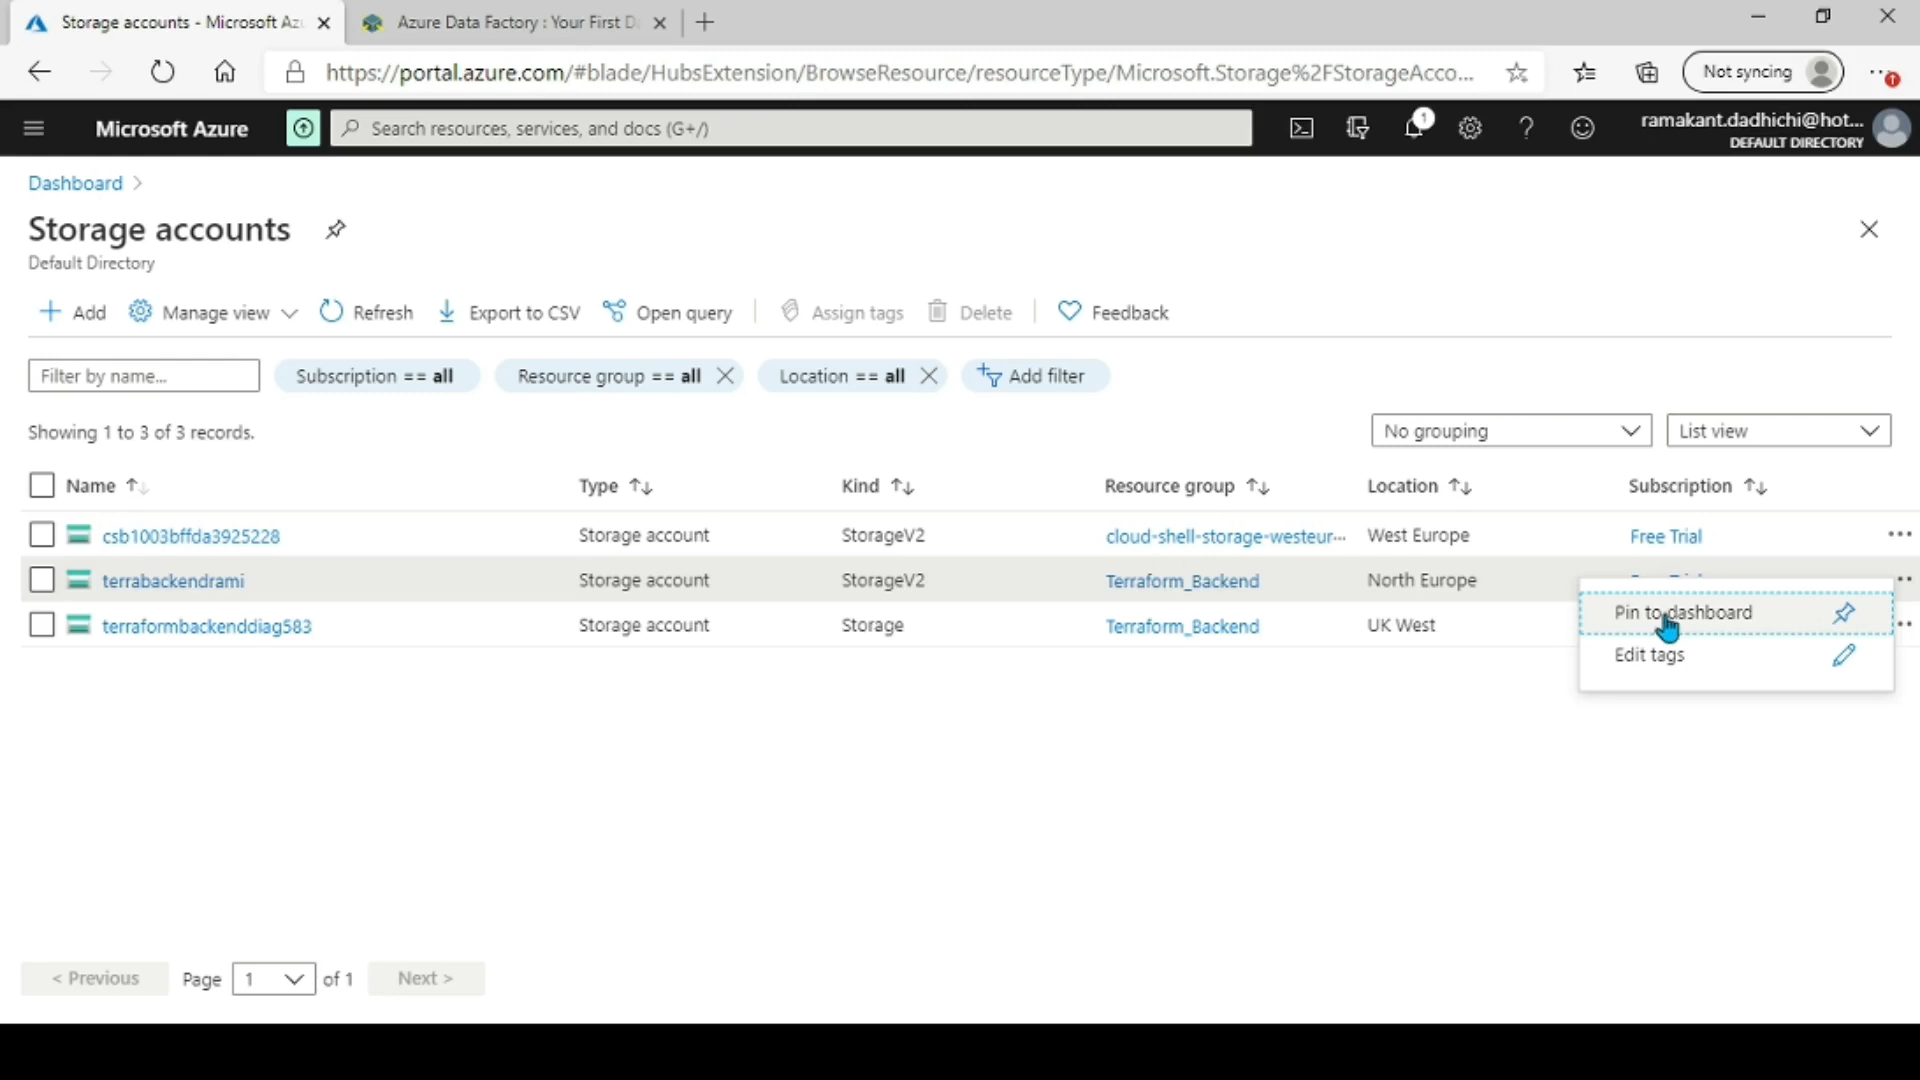 Storage accounts - Microsoft Az
Azure Data Factory : Your First D
https://portal.azure.com/#blade/HubsExtension/BrowseResource/resourceType/Microsoft.Storage%2FStorageAcco...
Not syncing
Microsoft Azure
Search resources, services, and docs (G+/)
1
ramakant.dadhichi@hot...
DEFAULT DIRECTORY
Dashboard >
Storage accounts
Default Directory
Add Manage view Refresh Export to CSV Open query Assign tags Delete Feedback
Filter by name... Subscription == all Resource group == all Location == all Add filter
Showing 1 to 3 of 3 records. No grouping List view
Name Type Kind Resource group Location Subscription
csb1003bffda3925228 Storage account StorageV2 cloud-shell-storage-westeur... West Europe Free Trial ...
terrabackendrami Storage account StorageV2 Terraform_Backend North Europe
terraformbackenddiag583 Storage account Storage Terraform_Backend UK West
Pin to dashboard
Edit tags
< Previous Page 1 of 1 Next >